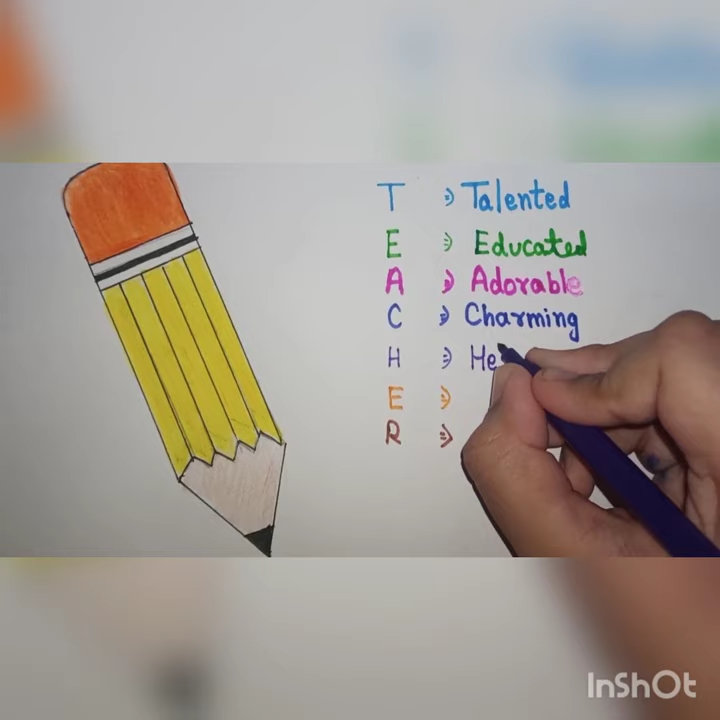 T ⇒ Talented
E ⇒ Educated
A ⇒ Adorable
C ⇒ Charming
H ⇒ He
E ⇒
R ⇒
InShOt